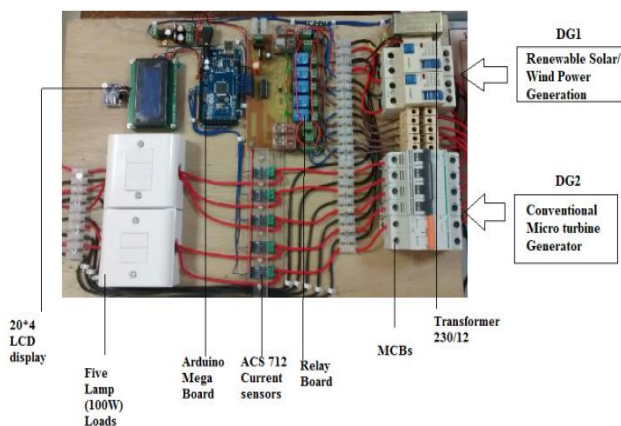 DG1
Renewable Solar/
Wind Power
Generation
DG2
Conventional
Micro turbine
Generator
20*4
LCD
display
Five
Lamp
(100W)
Loads
Arduino
Mega
Board
ACS 712
Current
sensors
Relay
Board
MCBs
Transformer
230/12